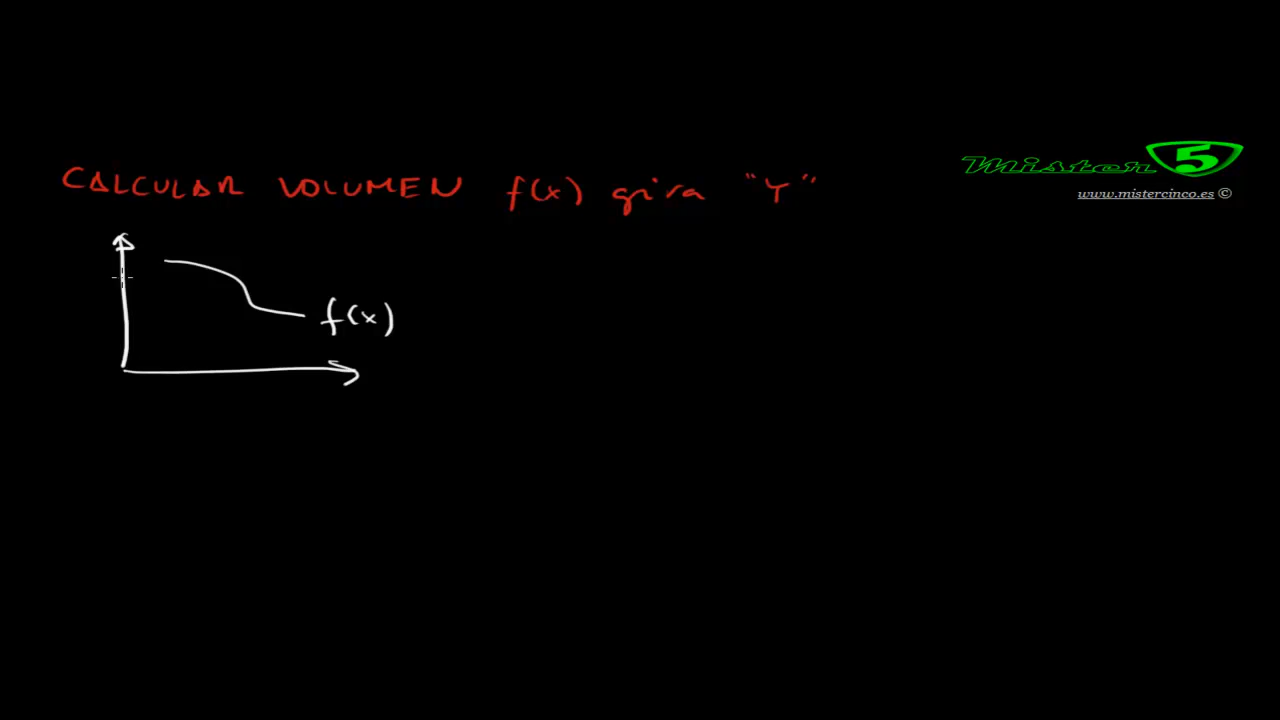 Mister 5
CALCULAR VOLUMEN f(x) gira "Y"
www.mistercinco.es ©
f(x)